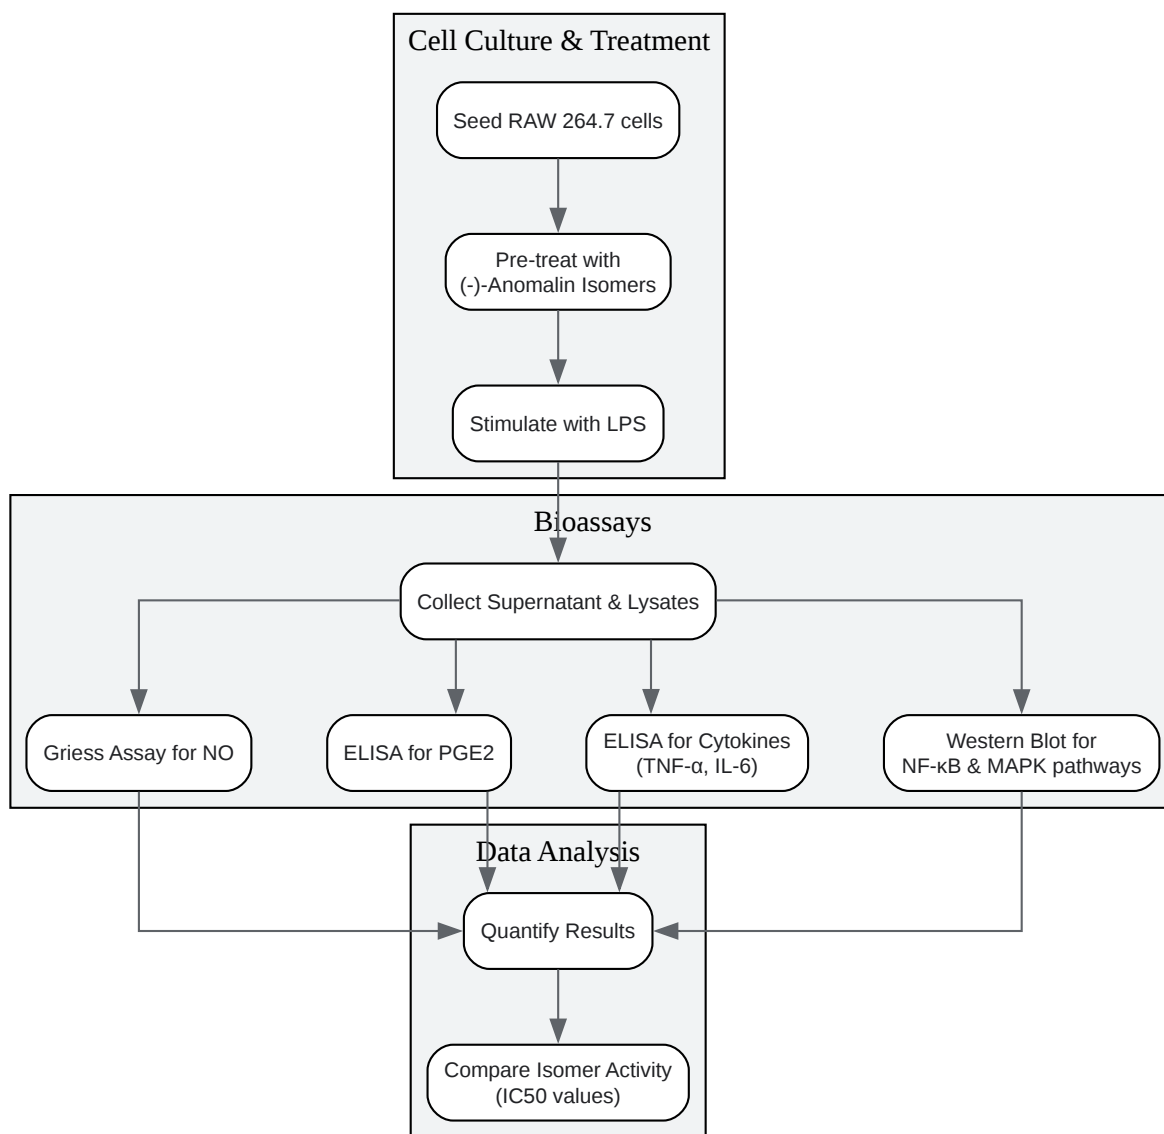 Cell Culture & Treatment
Seed RAW 264.7 cells
Pre-treat with
(-)-Anomalin Isomers
Stimulate with LPS
Bioassays
Collect Supernatant & Lysates
Griess Assay for NO
ELISA for PGE2
ELISA for Cytokines
(TNF-α, IL-6)
Western Blot for
NF-κB & MAPK pathways
Data Analysis
Quantify Results
Compare Isomer Activity
(IC50 values)